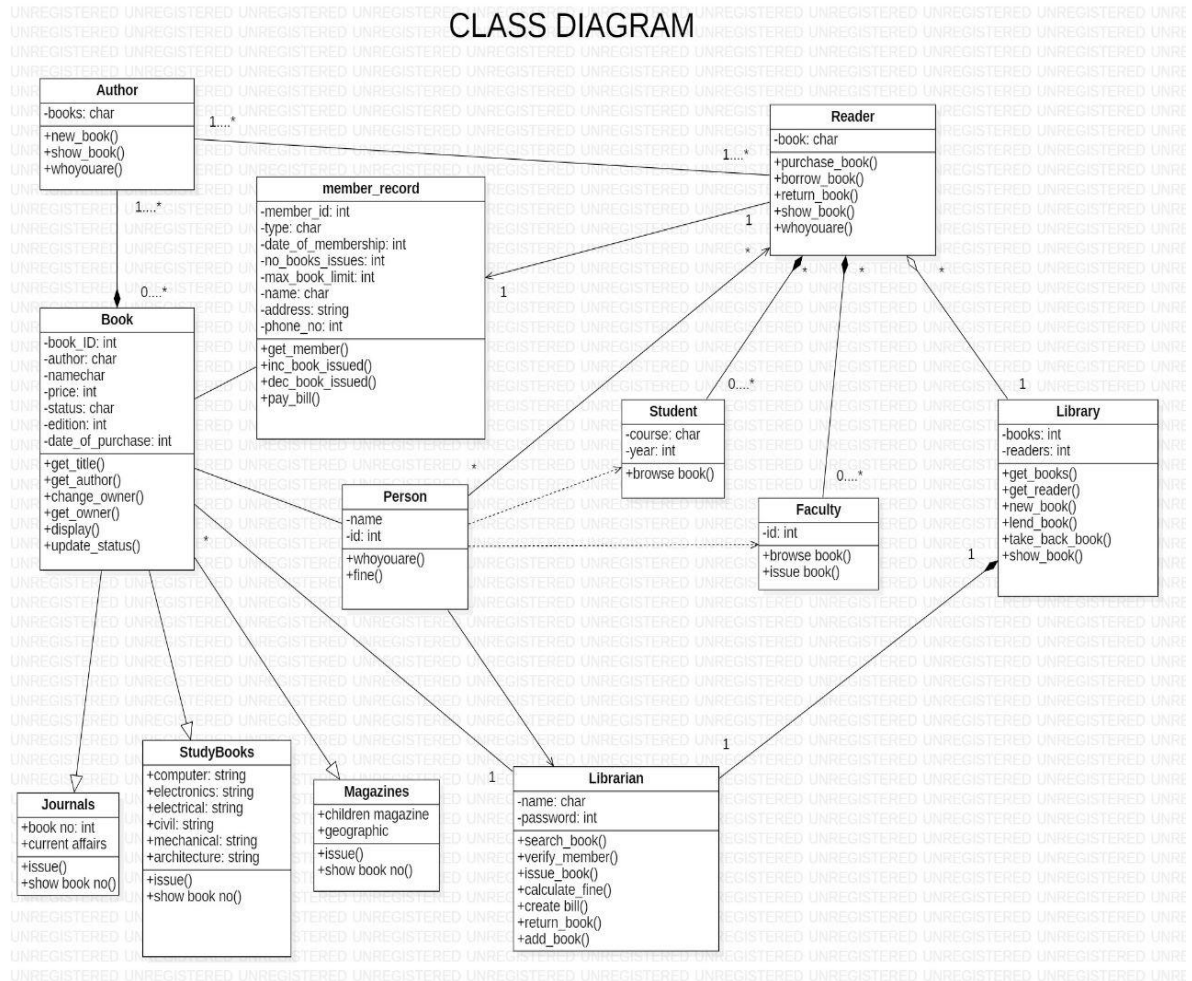 CLASS DIAGRAM
Author
-books: char
+new_book()
+show_book()
+whoyouare()
1....*
1....*
Reader
-book: char
+purchase_book()
+borrow_book()
+return_book()
+show_book()
+whoyouare()
member_record
-member_id: int
-type: char
-date_of_membership: int
-no_books_issues: int
-max_book_limit: int
-name: char
-address: string
-phone_no: int
+get_member()
+inc_book_issued()
+dec_book_issued()
+pay_bill()
1....*
0....*
1
1
*
*
*
*
*
Book
-book_ID: int
-author: char
-namechar
-price: int
-status: char
-edition: int
-date_of_purchase: int
+get_title()
+get_author()
+change_owner()
+get_owner()
+display()
+update_status()
*
0....*
Student
-course: char
-year: int
+browse book()
1
Library
-books: int
-readers: int
+get_books()
+get_reader()
+new_book()
+lend_book()
+take_back_book()
+show_book()
Person
-name
-id: int
+whoyouare()
+fine()
0....*
Faculty
-id: int
+browse book()
+issue book()
1
1
1
Journals
+book no: int
+current affairs
+issue()
+show book no()
StudyBooks
+computer: string
+electronics: string
+electrical: string
+civil: string
+mechanical: string
+architecture: string
+issue()
+show book no()
Magazines
+children magazine
+geographic
+issue()
+show book no()
Librarian
-name: char
-password: int
+search_book()
+verify_member()
+issue_book()
+calculate_fine()
+create bill()
+return_book()
+add_book()
UNREGISTERED